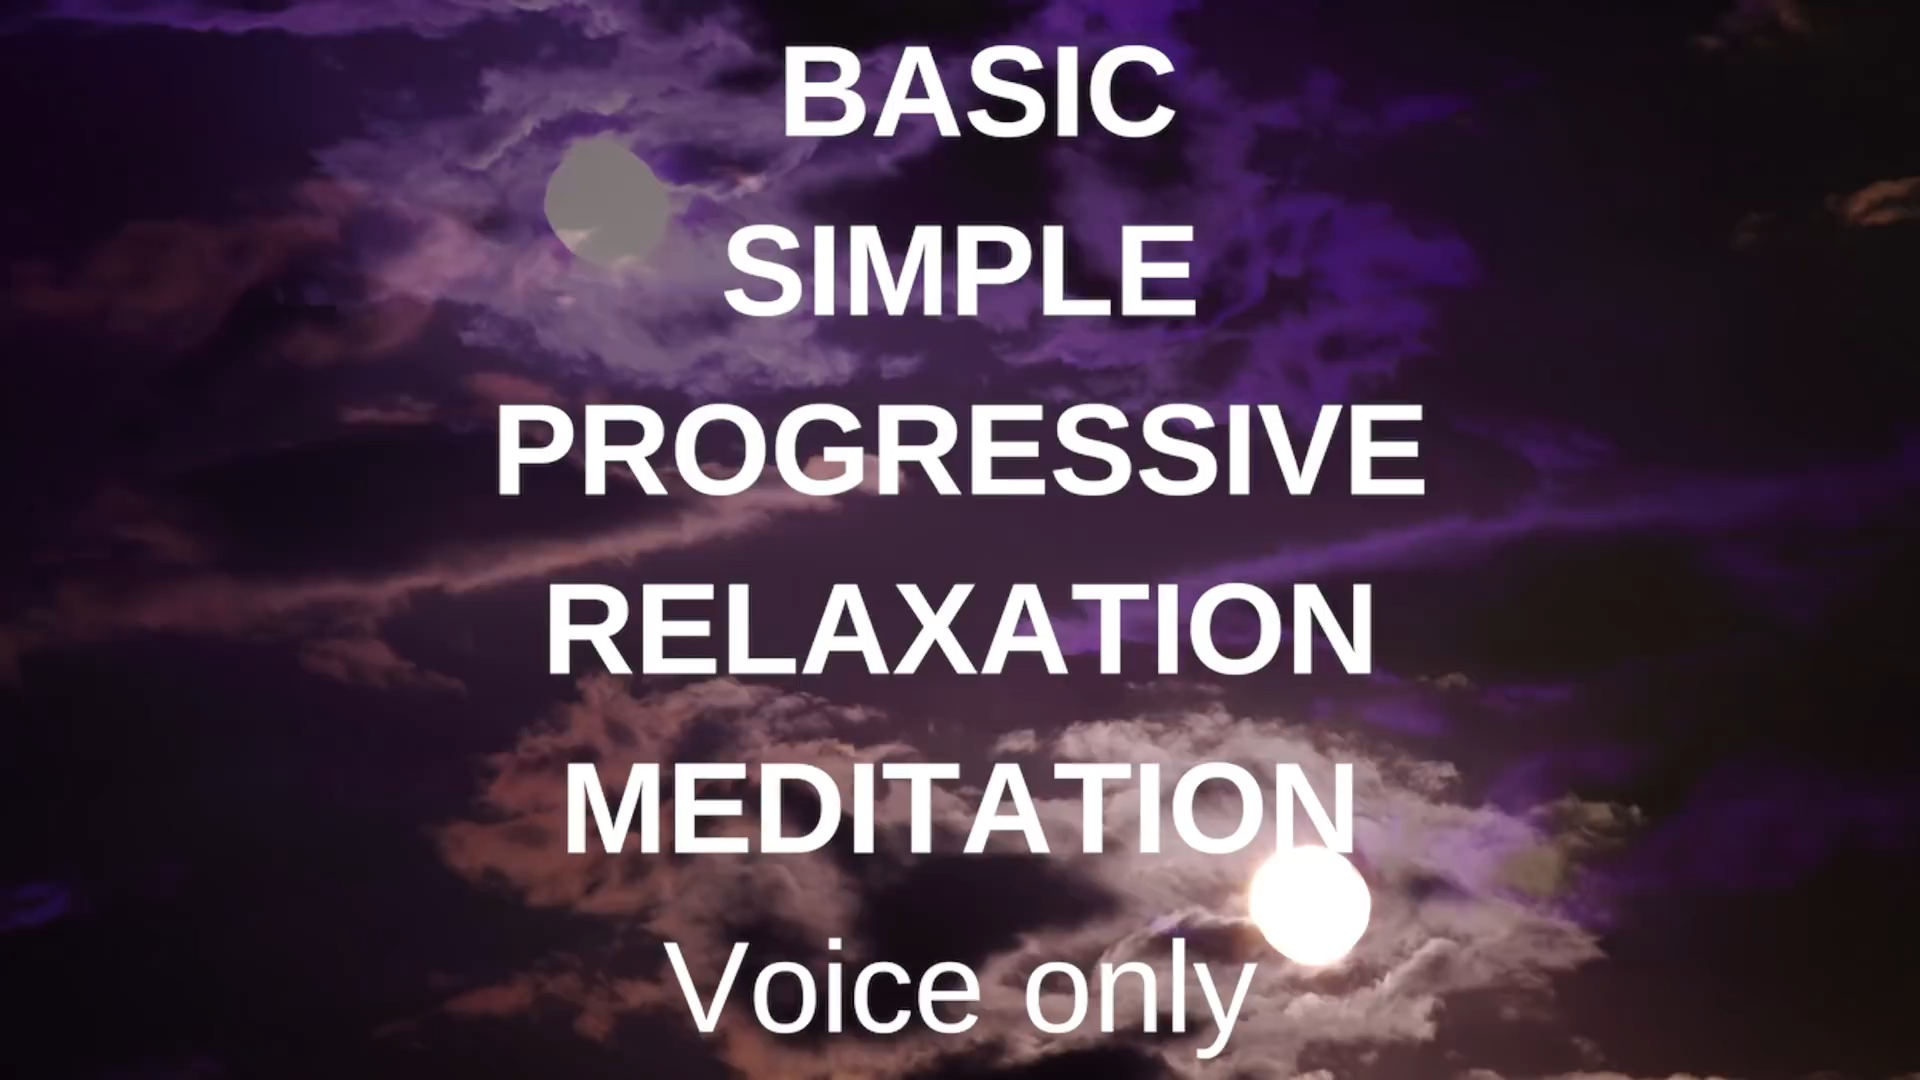 BASIC
SIMPLE
PROGRESSIVE
RELAXATION
MEDITATION
Voice only